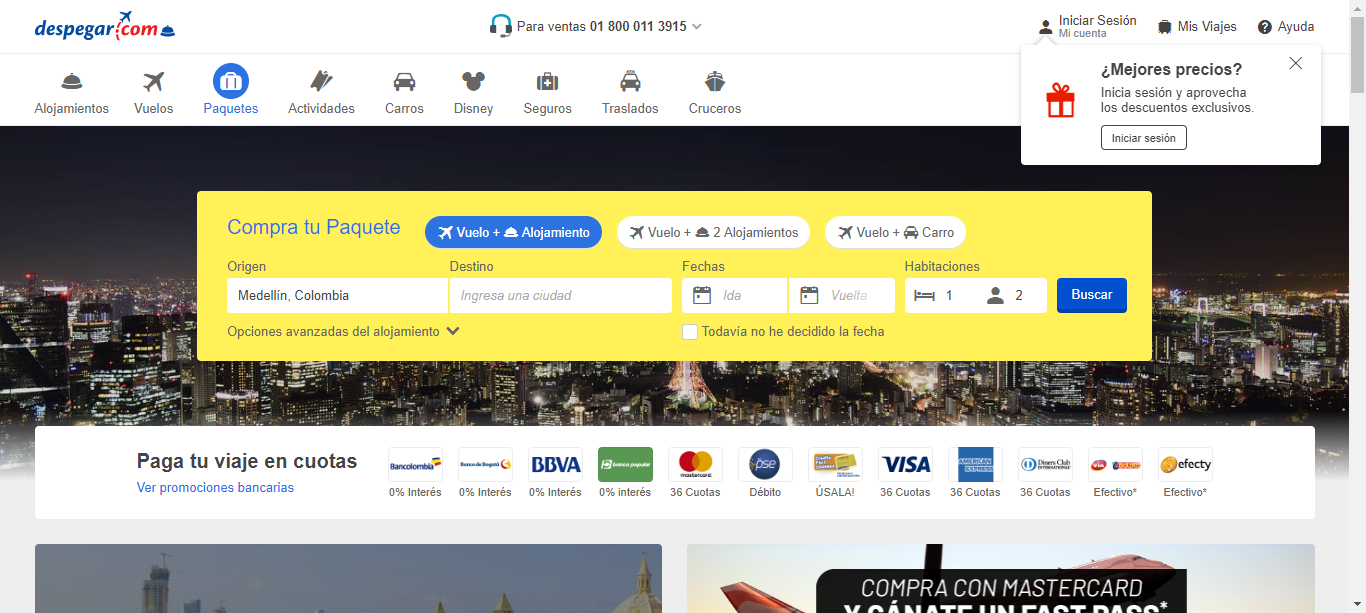 despegar.com
Para ventas 01 800 011 3915
Iniciar Sesión
Mi cuenta
Mis Viajes
Ayuda
Alojamientos
Vuelos
Paquetes
Actividades
Carros
Disney
Seguros
Traslados
Cruceros
¿Mejores precios?
Inicia sesión y aprovecha
los descuentos exclusivos.
Iniciar sesión
Compra tu Paquete
Vuelo + Alojamiento
Vuelo + 2 Alojamientos
Vuelo + Carro
Origen
Destino
Fechas
Habitaciones
Medellín, Colombia
Ingresa una ciudad
Ida
Vuelta
1
2
Buscar
Opciones avanzadas del alojamiento
Todavía no he decidido la fecha
Paga tu viaje en cuotas
Ver promociones bancarias
Bancolombia
0% Interés
Banco de Bogotá
0% Interés
BBVA
0% Interés
banco popular
0% interés
mastercard
36 Cuotas
pse
Débito
ÚSALA!
VISA
36 Cuotas
AMERICAN EXPRESS
36 Cuotas
Diners Club
INTERNATIONAL
36 Cuotas
via baloto
Efectivo*
efecty
Efectivo*
COMPRA CON MASTERCARD
Y GÁNATE UN FAST PASS*